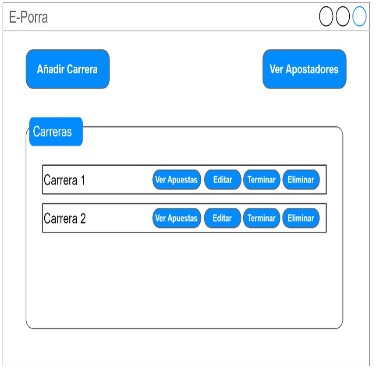 E-Porra
Añadir Carrera Ver Apostadores
Carreras
Carrera 1 Ver Apuestas Editar Terminar Eliminar
Carrera 2 Ver Apuestas Editar Terminar Eliminar